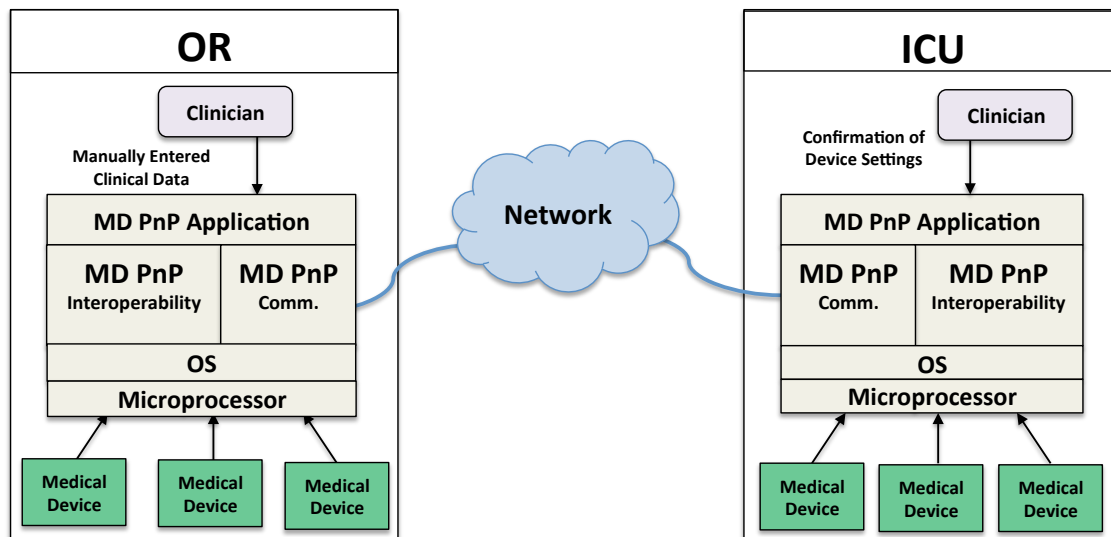 OR
Clinician
Manually Entered
Clinical Data
MD PnP Application
MD PnP
Interoperability
MD PnP
Comm.
OS
Microprocessor
Medical
Device
Medical
Device
Medical
Device
Network
ICU
Clinician
Confirmation of
Device Settings
MD PnP Application
MD PnP
Comm.
MD PnP
Interoperability
OS
Microprocessor
Medical
Device
Medical
Device
Medical
Device